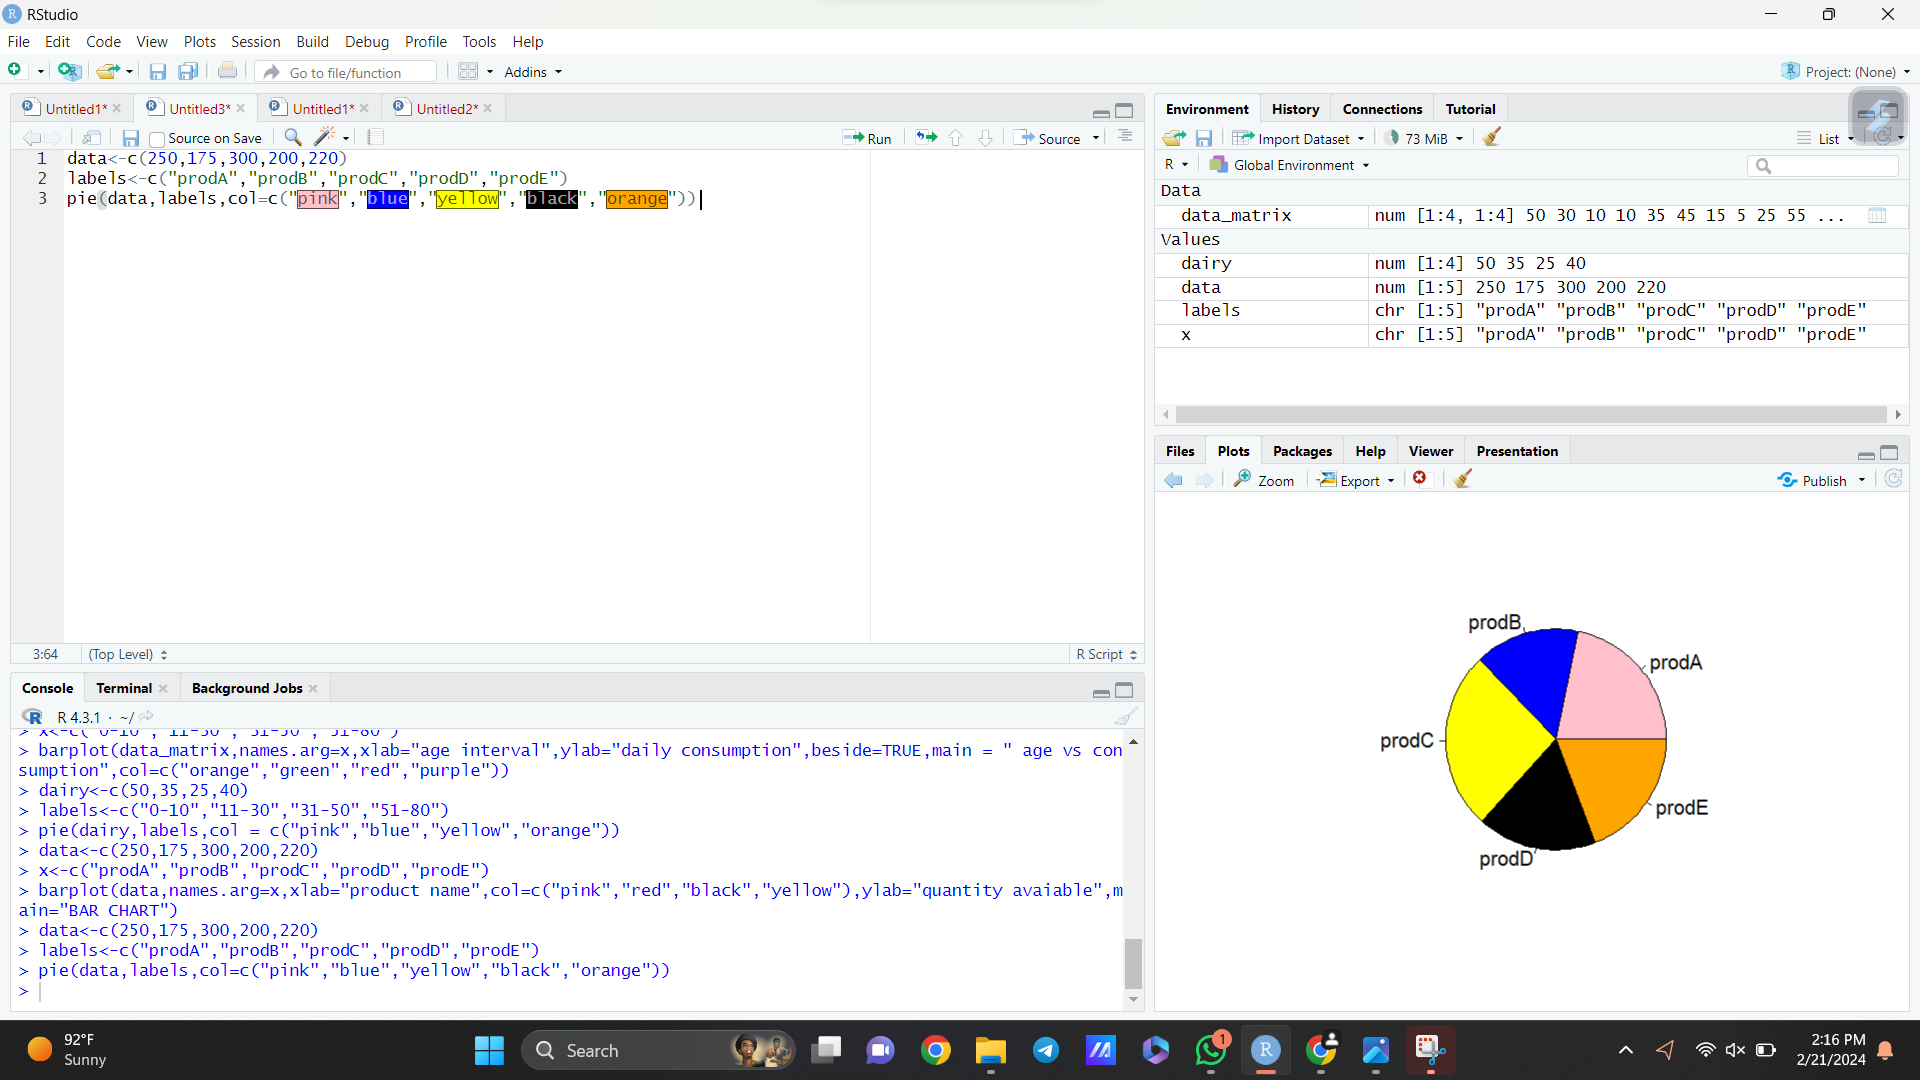 RStudio
File Edit Code View Plots Session Build Debug Profile Tools Help
Go to file/function Addins Project: (None)
Untitled1* Untitled3* Untitled1* Untitled2*
Source on Save Run Source
1 data<-c(250,175,300,200,220)
2 labels<-c("prodA","prodB","prodC","prodD","prodE")
3 pie(data,labels,col=c("pink","blue","yellow","black","orange"))
3:64 (Top Level) R Script
Console Terminal Background Jobs
R 4.3.1 · ~/
> x<-c("0-10","11-30","31-50","51-80")
> barplot(data_matrix,names.arg=x,xlab="age interval",ylab="daily consumption",beside=TRUE,main = " age vs con
sumption",col=c("orange","green","red","purple"))
> dairy<-c(50,35,25,40)
> labels<-c("0-10","11-30","31-50","51-80")
> pie(dairy,labels,col = c("pink","blue","yellow","orange"))
> data<-c(250,175,300,200,220)
> x<-c("prodA","prodB","prodC","prodD","prodE")
> barplot(data,names.arg=x,xlab="product name",col=c("pink","red","black","yellow"),ylab="quantity avaiable",m
ain="BAR CHART")
> data<-c(250,175,300,200,220)
> labels<-c("prodA","prodB","prodC","prodD","prodE")
> pie(data,labels,col=c("pink","blue","yellow","black","orange"))
>
Environment History Connections Tutorial
Import Dataset 73 MiB List
R Global Environment
Data
data_matrix num [1:4, 1:4] 50 30 10 10 35 45 15 5 25 55 ...
Values
dairy num [1:4] 50 35 25 40
data num [1:5] 250 175 300 200 220
labels chr [1:5] "prodA" "prodB" "prodC" "prodD" "prodE"
x chr [1:5] "prodA" "prodB" "prodC" "prodD" "prodE"
Files Plots Packages Help Viewer Presentation
Zoom Export Publish
prodB
prodA
prodC
prodE
prodD
92°F
Sunny
Search
1
2:16 PM
2/21/2024